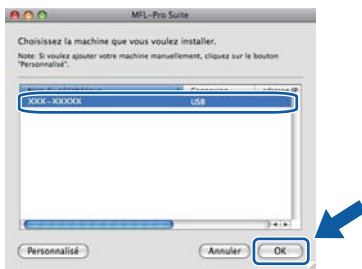 MFL-Pro Suite
Choisissez la machine que vous voulez installer.
Note: Si voulez ajouter votre machine manuellement, cliquez sur le bouton
"Personnalisé".
XXX-XXXXX USB
Personnalisé Annuler OK